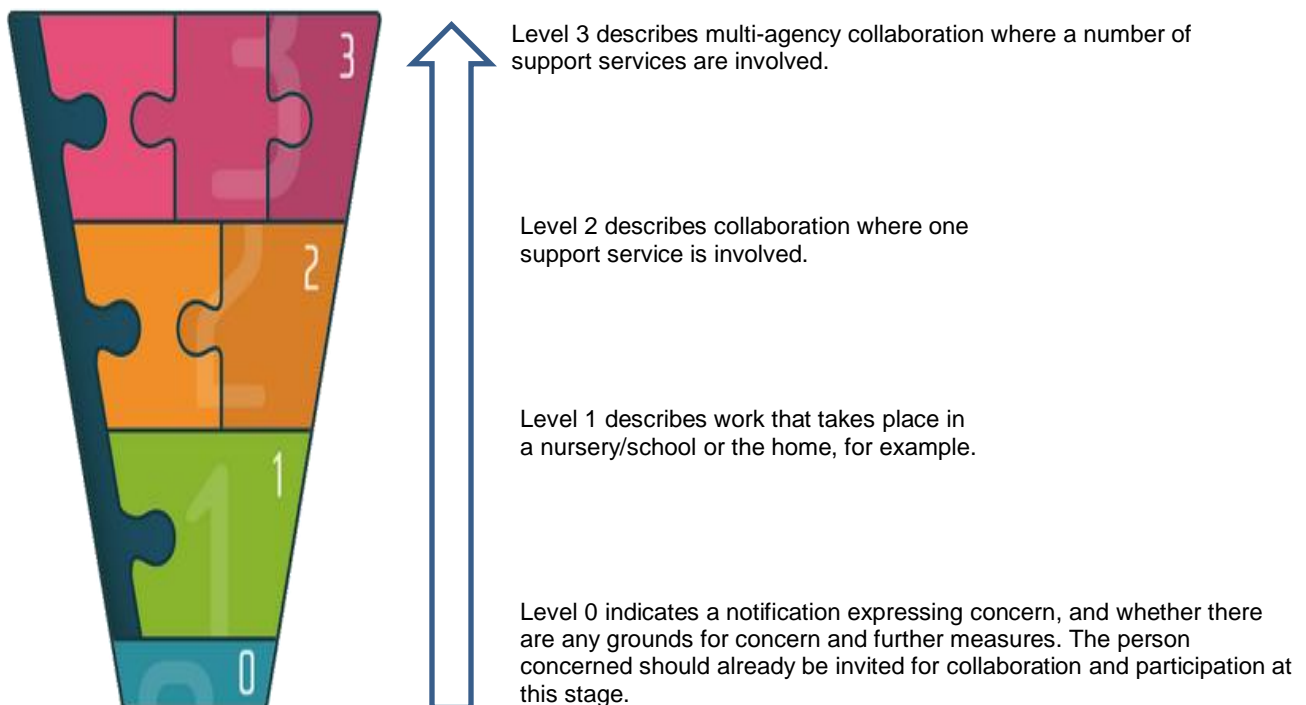 3
Level 3 describes multi-agency collaboration where a number of
support services are involved.
2
Level 2 describes collaboration where one
support service is involved.
1
Level 1 describes work that takes place in
a nursery/school or the home, for example.
0
Level 0 indicates a notification expressing concern, and whether there
are any grounds for concern and further measures. The person
concerned should already be invited for collaboration and participation at
this stage.